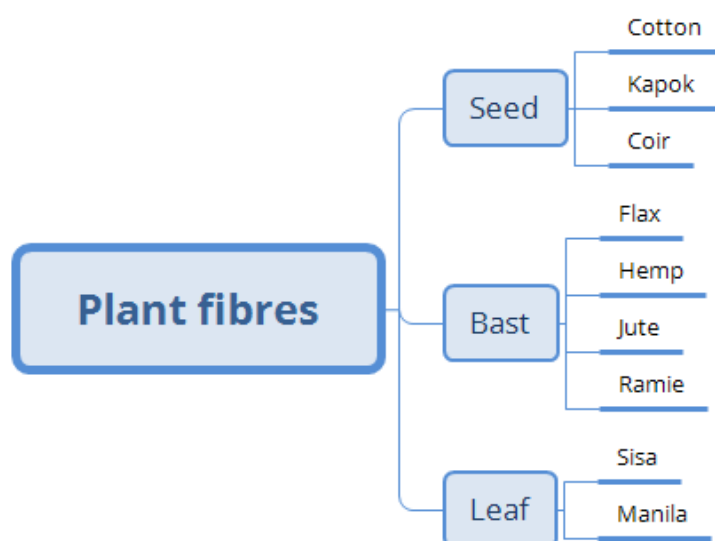 Plant fibres
Seed
Cotton
Kapok
Coir
Bast
Flax
Hemp
Jute
Ramie
Leaf
Sisa
Manila